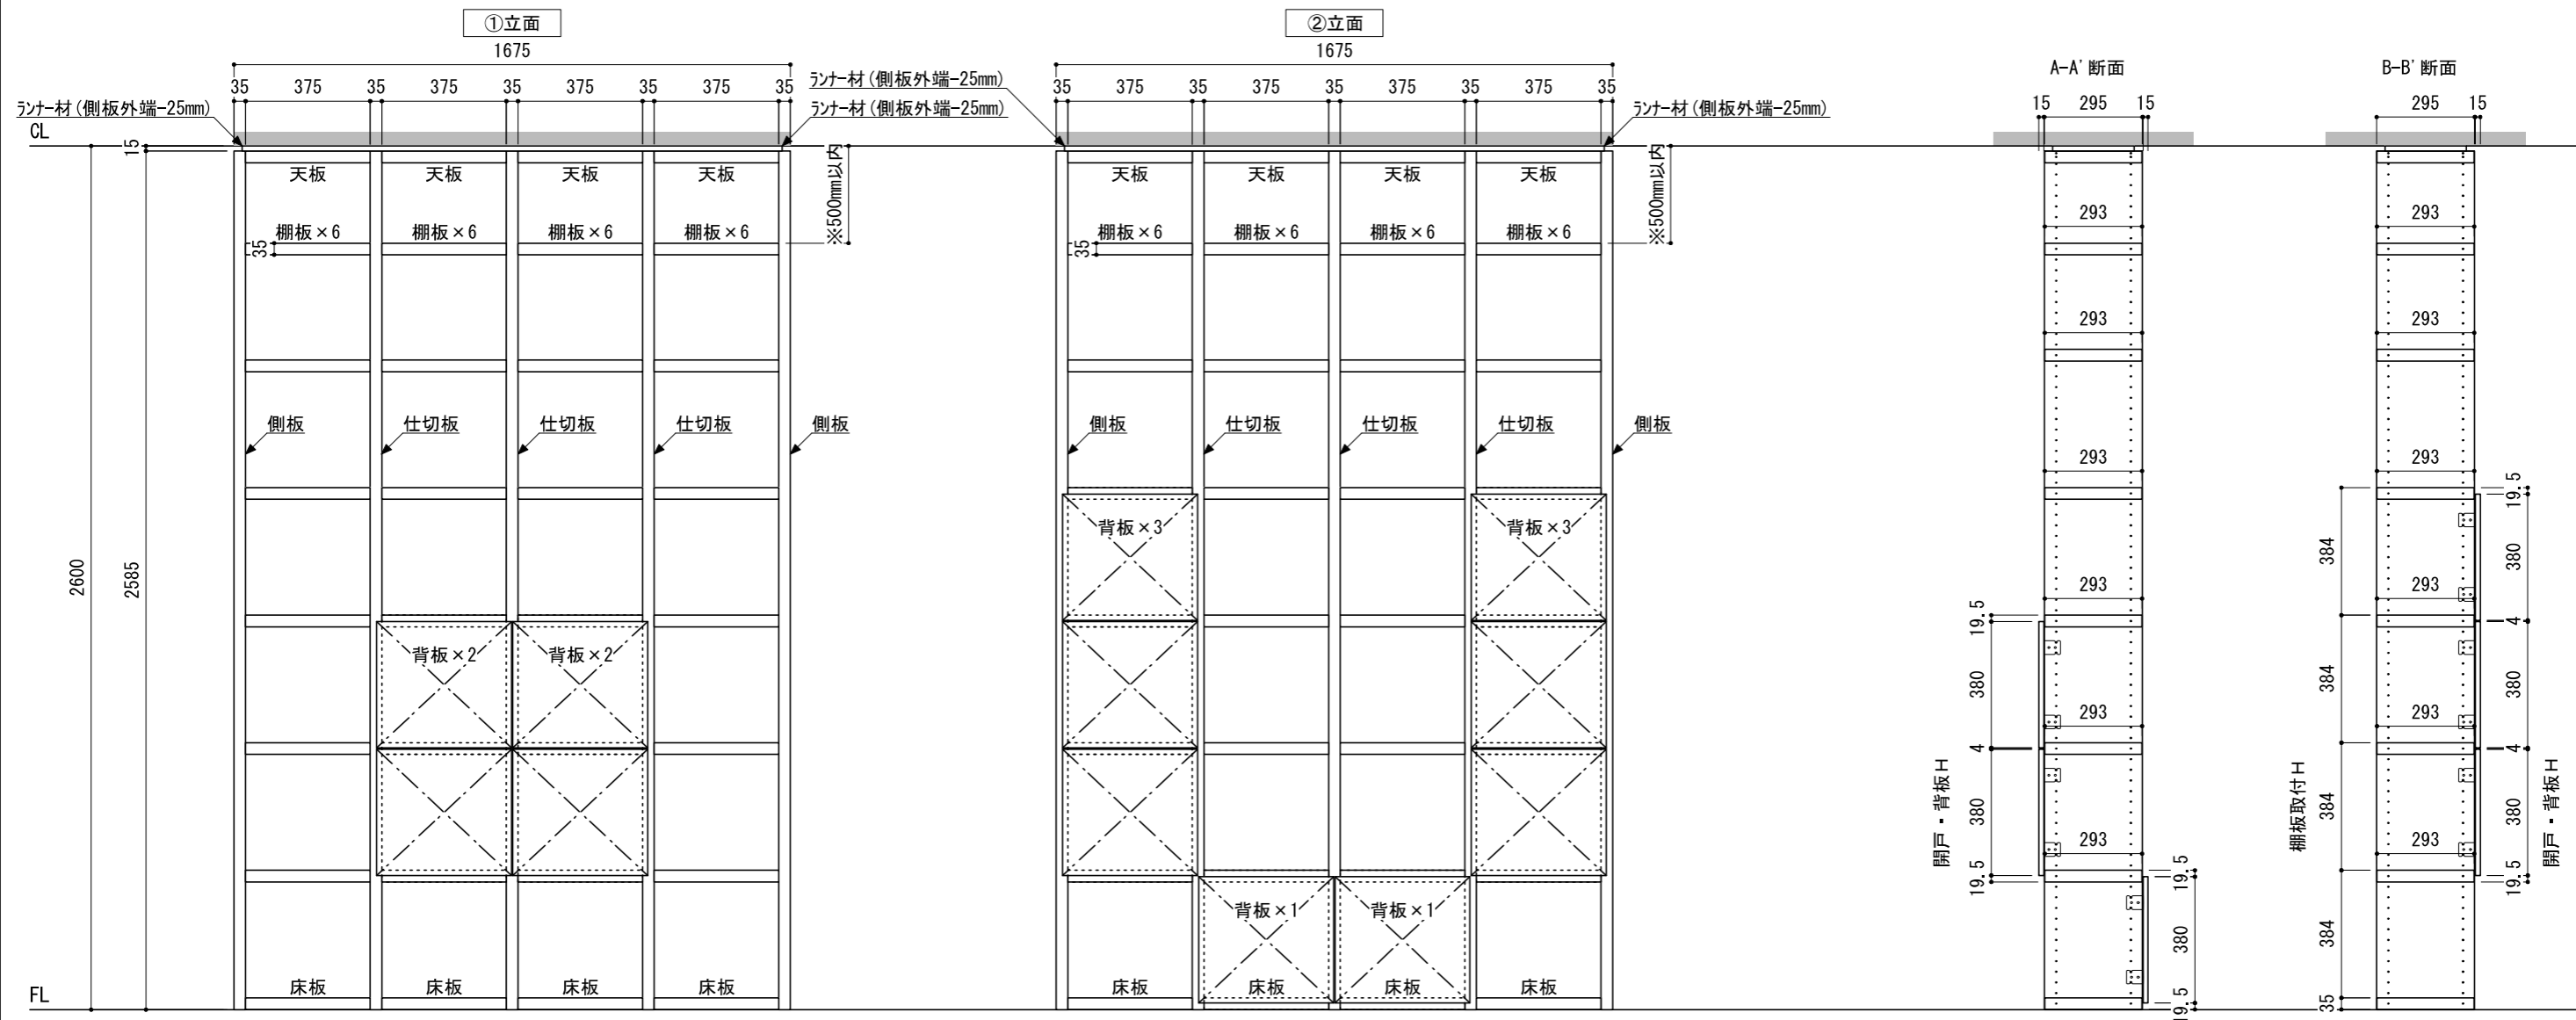 ①立面
②立面
1675
1675
A-A' 断面
B-B' 断面
35 375 35 375 35 375 35 375 35
ランナー材(側板外端-25mm)
35 375 35 375 35 375 35 375 35
15 295 15
295 15
ランナー材(側板外端-25mm)
ランナー材(側板外端-25mm)
ランナー材(側板外端-25mm)
CL
15
天板 天板 天板 天板
※500mm以内
天板 天板 天板 天板
※500mm以内
棚板×6 棚板×6 棚板×6 棚板×6
棚板×6 棚板×6 棚板×6 棚板×6
293
293
35
35
293
293
側板 仕切板 仕切板 仕切板 側板
側板 仕切板 仕切板 仕切板 側板
293
293
背板×3 背板×3
2600
2585
293
293
背板×2 背板×2
293
293
293
293
背板×1 背板×1
床板 床板 床板 床板
床板 床板 床板 床板
FL
開戸・背板H
19.5
380
4
380
19.5
19.5
380
19.5
棚板取付H
384
384
384
384
35
19.5
380
4
380
4
380
19.5
開戸・背板H